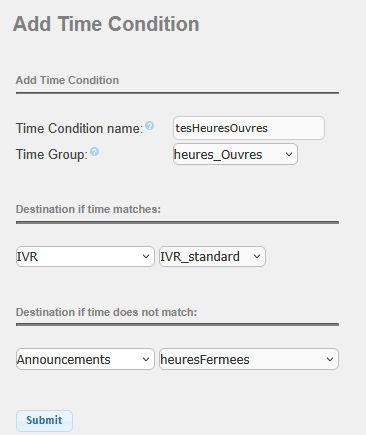 Add Time Condition
Add Time Condition
Time Condition name: ?
tesHeuresOuvres
Time Group: ?
heures_Ouvres
Destination if time matches:
IVR
IVR_standard
Destination if time does not match:
Announcements
heuresFermees
Submit